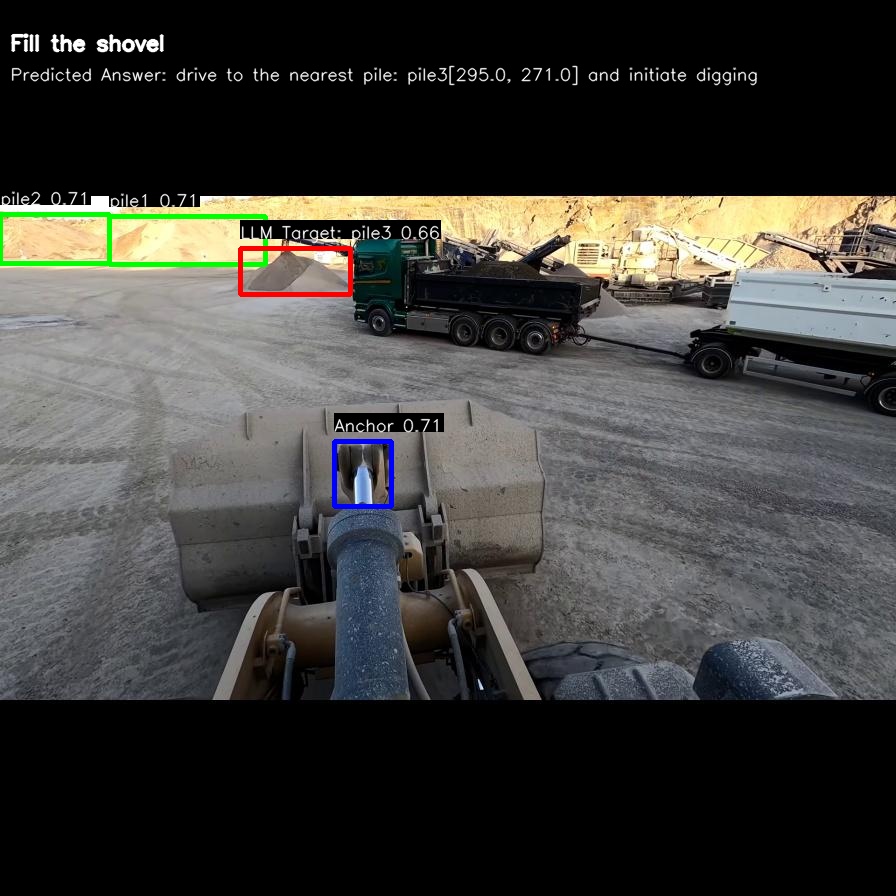 Fill the shovel
Predicted Answer: drive to the nearest pile: pile3[295.0, 271.0] and initiate digging
pile2 0.71
pile1 0.71
LLM Target: pile3 0.66
Anchor 0.71